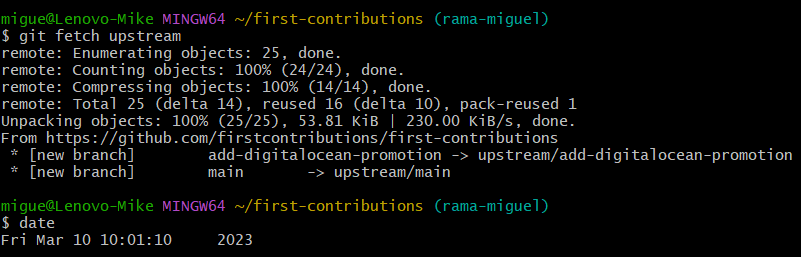 migue@Lenovo-Mike MINGW64 ~/first-contributions (rama-miguel)
$ git fetch upstream
remote: Enumerating objects: 25, done.
remote: Counting objects: 100% (24/24), done.
remote: Compressing objects: 100% (14/14), done.
remote: Total 25 (delta 14), reused 16 (delta 10), pack-reused 1
Unpacking objects: 100% (25/25), 53.81 KiB | 230.00 KiB/s, done.
From https://github.com/firstcontributions/first-contributions
 * [new branch]        add-digitalocean-promotion -> upstream/add-digitalocean-promotion
 * [new branch]        main       -> upstream/main

migue@Lenovo-Mike MINGW64 ~/first-contributions (rama-miguel)
$ date
Fri Mar 10 10:01:10     2023